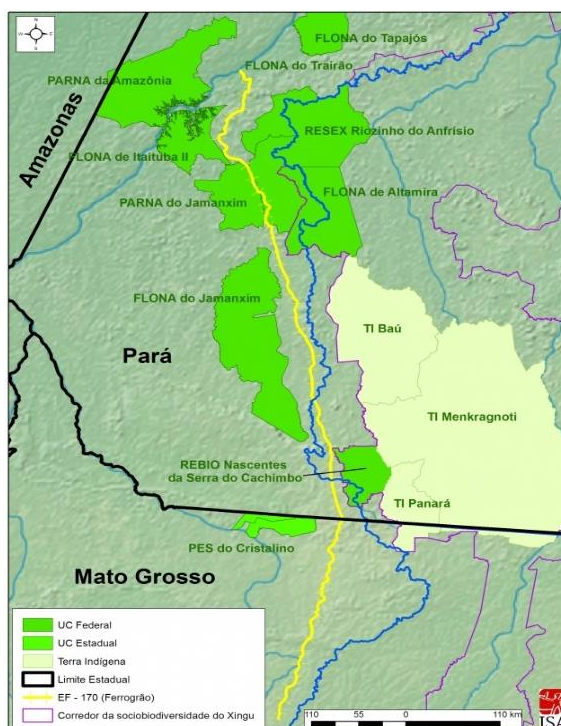 N
FLONA do Tapajós
FLONA do Trairão
PARNA da Amazônia
Amazonas
RESEX Riozinho do Anfrísio
FLONA de Itaituba II
FLONA de Altamira
PARNA do Jamanxim
FLONA do Jamanxim
TI Baú
Pará
TI Menkragnoti
REBIO Nascentes
da Serra do Cachimbo
TI Panará
PES do Cristalino
Mato Grosso
UC Federal
UC Estadual
Terra Indígena
Limite Estadual
EF - 170 (Ferrogrão)
Corredor da sociobiodiversidade do Xingu
110 55 0 110 km